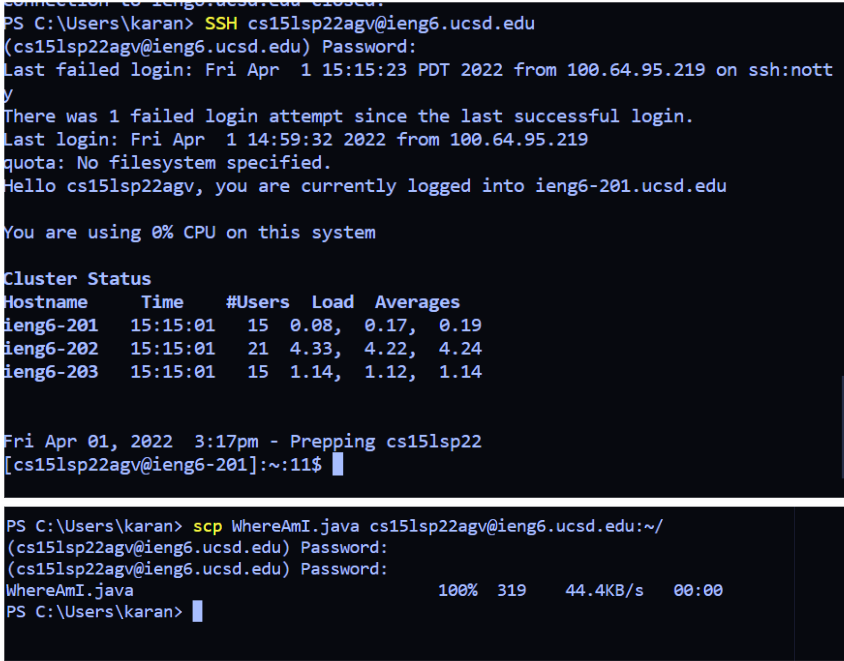 connection to ieng6.ucsd.edu closed.
PS C:\Users\karan> SSH cs15lsp22agv@ieng6.ucsd.edu
(cs15lsp22agv@ieng6.ucsd.edu) Password:
Last failed login: Fri Apr  1 15:15:23 PDT 2022 from 100.64.95.219 on ssh:nott
y
There was 1 failed login attempt since the last successful login.
Last login: Fri Apr  1 14:59:32 2022 from 100.64.95.219
quota: No filesystem specified.
Hello cs15lsp22agv, you are currently logged into ieng6-201.ucsd.edu
You are using 0% CPU on this system
Cluster Status
Hostname     Time    #Users  Load  Averages
ieng6-201   15:15:01   15  0.08,  0.17,  0.19
ieng6-202   15:15:01   21  4.33,  4.22,  4.24
ieng6-203   15:15:01   15  1.14,  1.12,  1.14
Fri Apr 01, 2022  3:17pm - Prepping cs15lsp22
[cs15lsp22agv@ieng6-201]:~:11$
PS C:\Users\karan> scp WhereAmI.java cs15lsp22agv@ieng6.ucsd.edu:~/
(cs15lsp22agv@ieng6.ucsd.edu) Password:
(cs15lsp22agv@ieng6.ucsd.edu) Password:
WhereAmI.java                                 100%  319    44.4KB/s   00:00
PS C:\Users\karan>